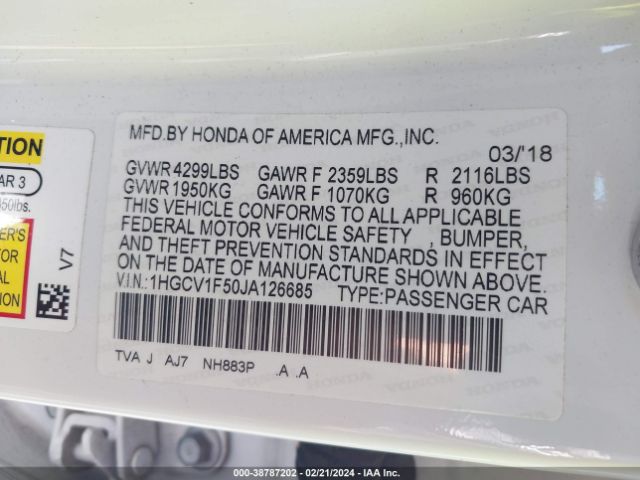 MFD.BY HONDA OF AMERICA MFG.,INC.
03/'18
GVWR 4299LBS GAWR F 2359LBS R 2116LBS
GVWR 1950KG GAWR F 1070KG R 960KG
THIS VEHICLE CONFORMS TO ALL APPLICABLE
FEDERAL MOTOR VEHICLE SAFETY , BUMPER,
AND THEFT PREVENTION STANDARDS IN EFFECT
ON THE DATE OF MANUFACTURE SHOWN ABOVE.
V.I.N.:1HGCV1F50JA126685 TYPE:PASSENGER CAR
TVA J AJ7 NH883P .A .A
V7
000-38787202 - 02/21/2024 - IAA Inc.